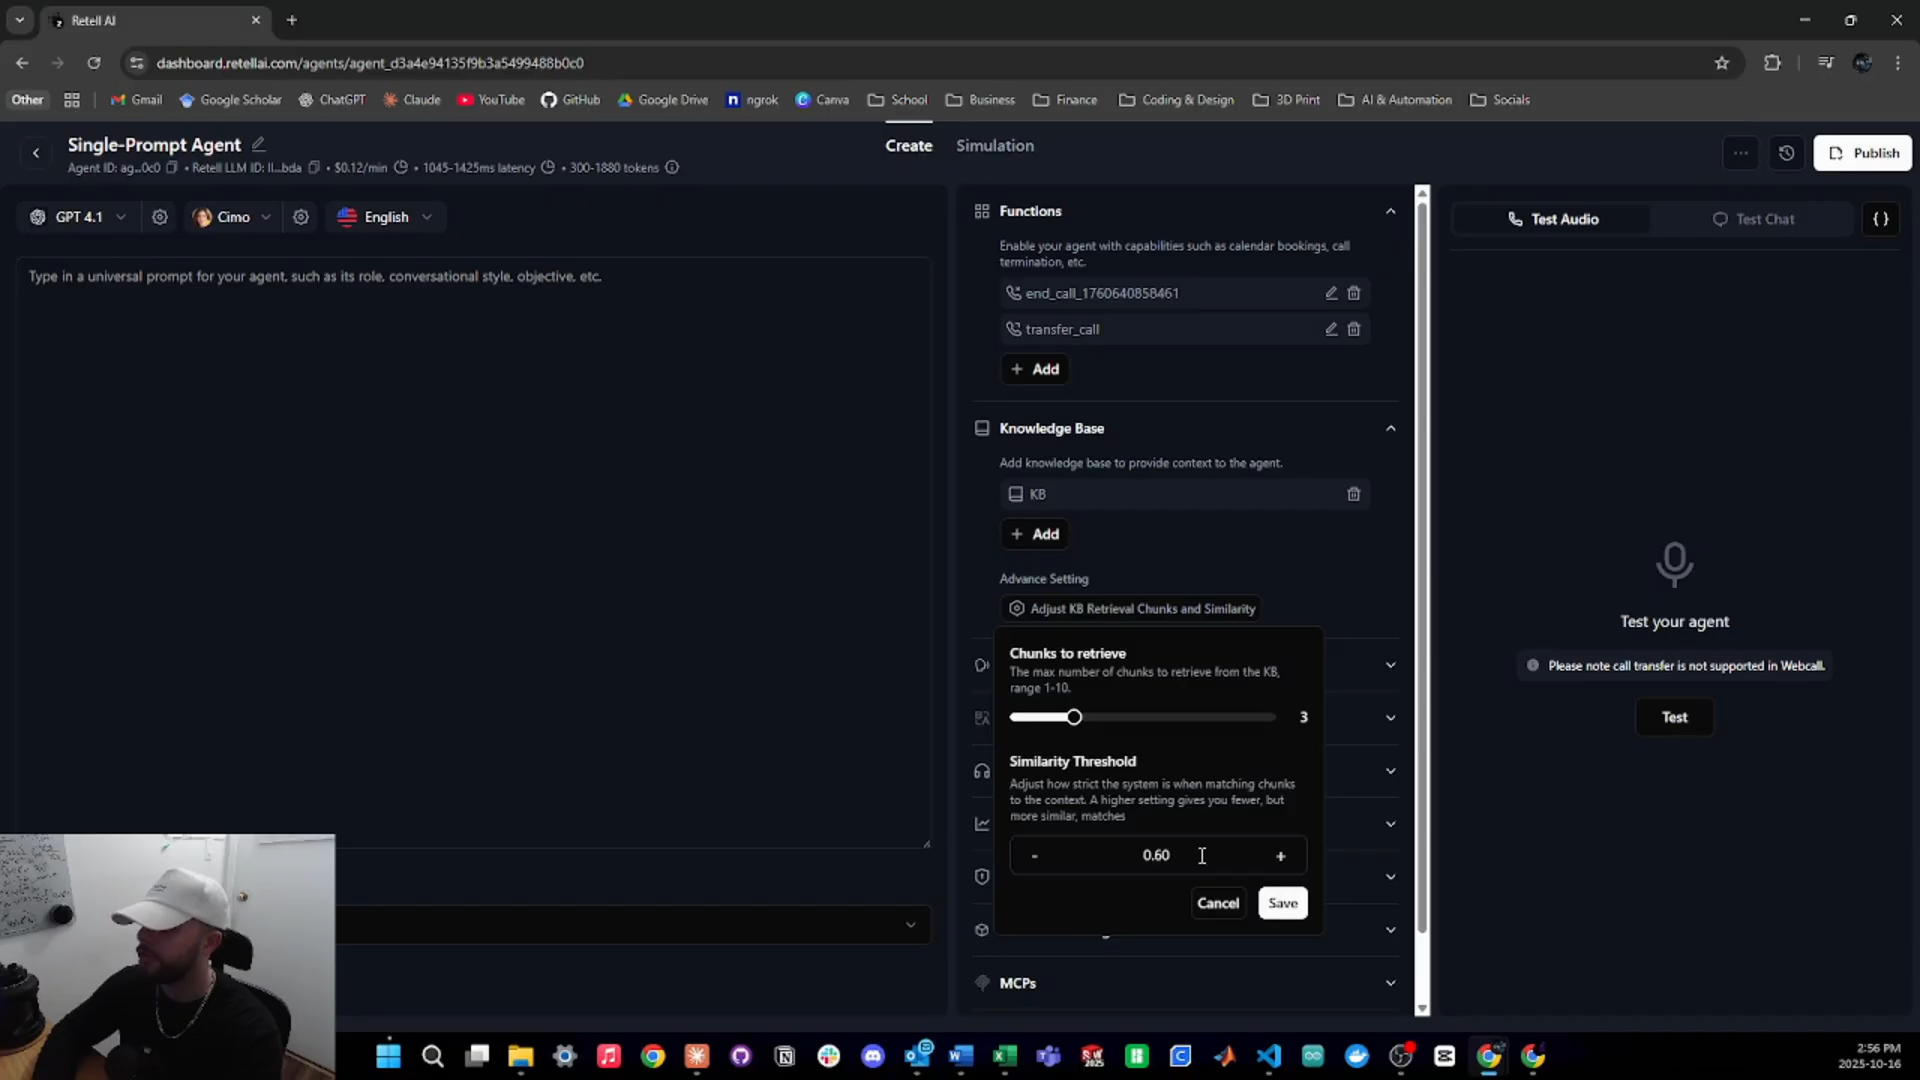 Retell AI
dashboard.retellai.com/agents/agent_d3a4e94135f9b3a5499488b0c0
Other
Gmail
Google Scholar
ChatGPT
Claude
YouTube
GitHub
Google Drive
ngrok
Canva
School
Business
Finance
Coding & Design
3D Print
AI & Automation
Socials
Single-Prompt Agent
Agent ID: ag...0c0 • Retell LLM ID: ll...bda • $0.12/min • 1045-1425ms latency • 300-1880 tokens
Create
Simulation
Publish
GPT 4.1
Cimo
English
Type in a universal prompt for your agent, such as its role, conversational style, objective, etc.
Functions
Enable your agent with capabilities such as calendar bookings, call
termination, etc.
end_call_1760640858461
transfer_call
+ Add
Knowledge Base
Add knowledge base to provide context to the agent.
KB
+ Add
Advance Setting
Adjust KB Retrieval Chunks and Similarity
Chunks to retrieve
The max number of chunks to retrieve from the KB,
range 1-10.
3
Similarity Threshold
Adjust how strict the system is when matching chunks
to the context. A higher setting gives you fewer, but
more similar, matches
- 0.60 +
Cancel
Save
MCPs
Test Audio
Test Chat
{ }
Test your agent
Please note call transfer is not supported in Webcall.
Test
2:56 PM
2025-10-16